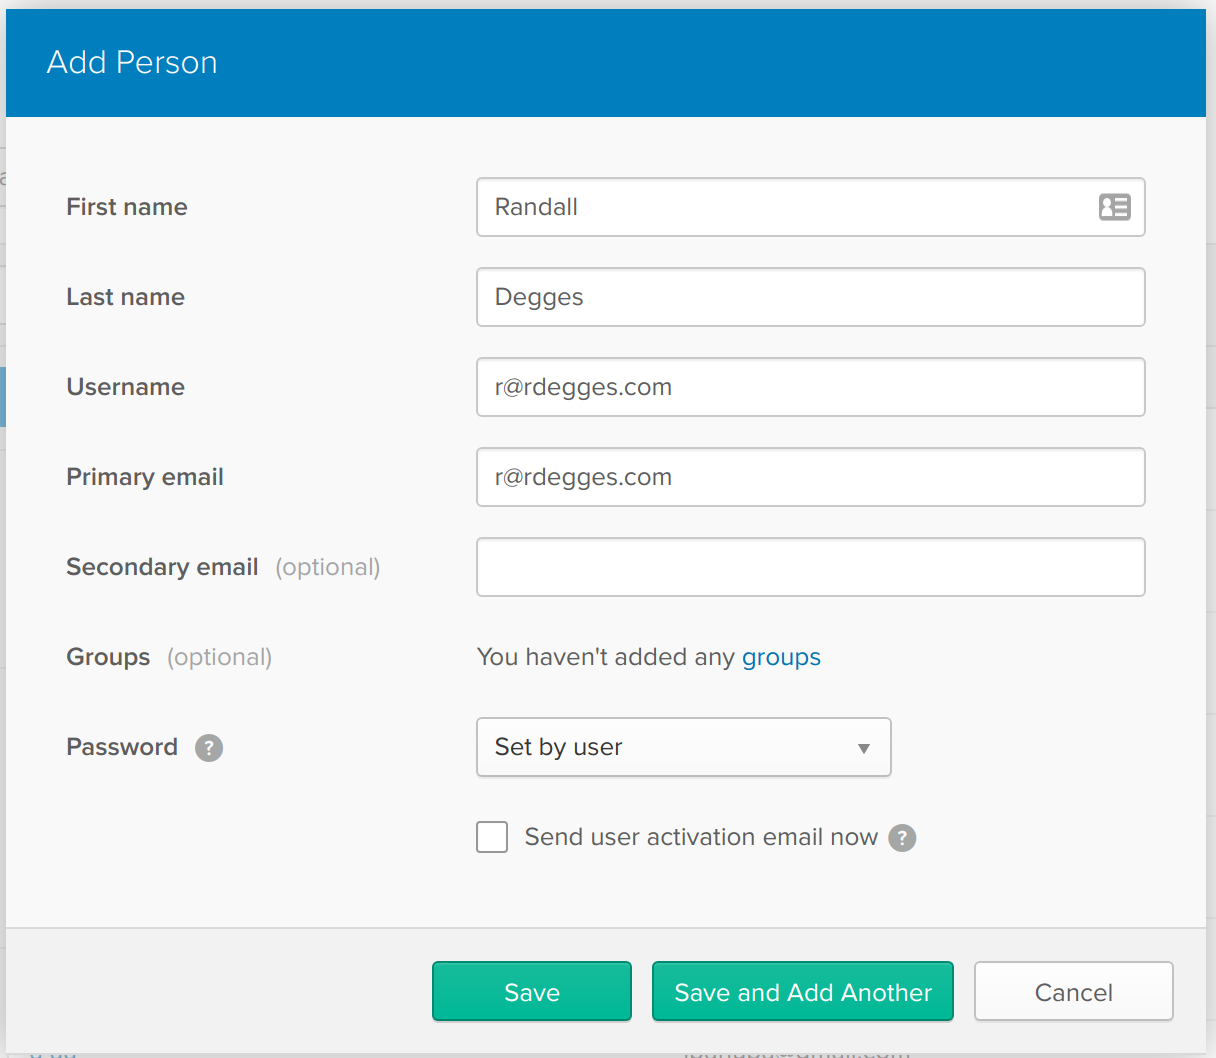 Add Person
First name
Randall
Last name
Degges
Username
r@rdegges.com
Primary email
r@rdegges.com
Secondary email (optional)
Groups (optional)
You haven't added any groups
Password ?
Set by user
Send user activation email now ?
Save
Save and Add Another
Cancel